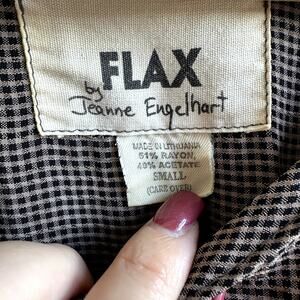 FLAX
by
Jeanne Engelhart
MADE IN LITHUANIA
51% RAYON,
49% ACETATE
SMALL
(CARE OVER)